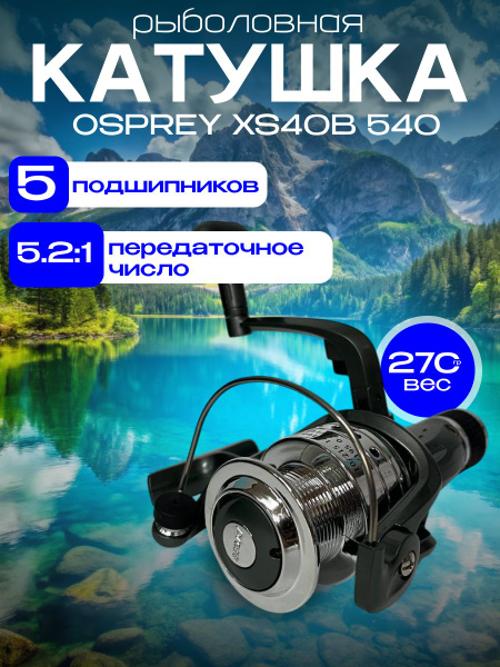 рыболовная
КАТУШКА
OSPREY XS40B 540
5 подшипников
5.2:1 передаточное
число
270 гр
вес